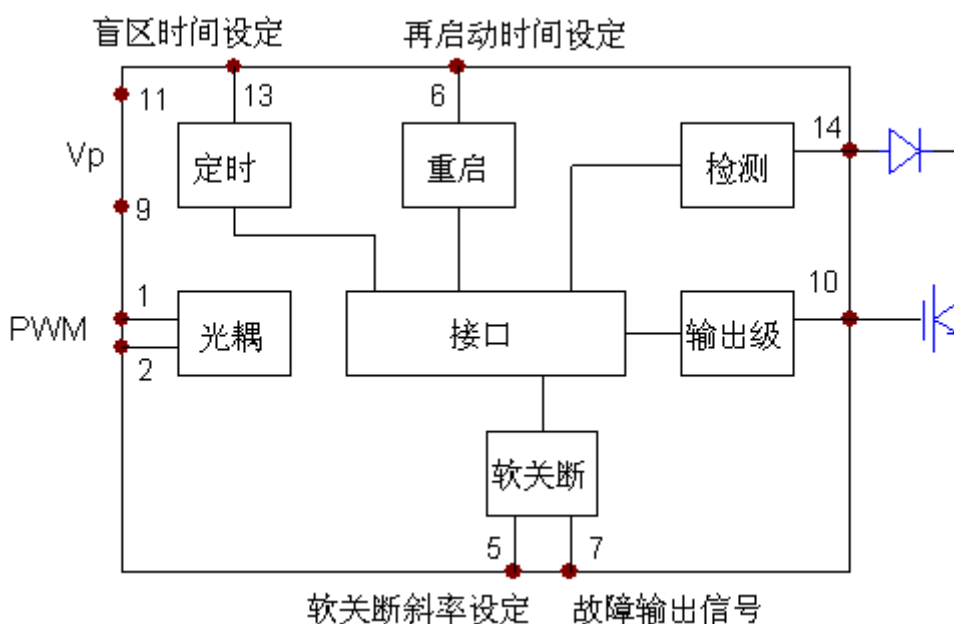 盲区时间设定
再启动时间设定
11
13
6
14
Vp
定时
重启
检测
9
1
10
PWM
光耦
接口
输出级
2
软关断
5
7
软关断斜率设定
故障输出信号